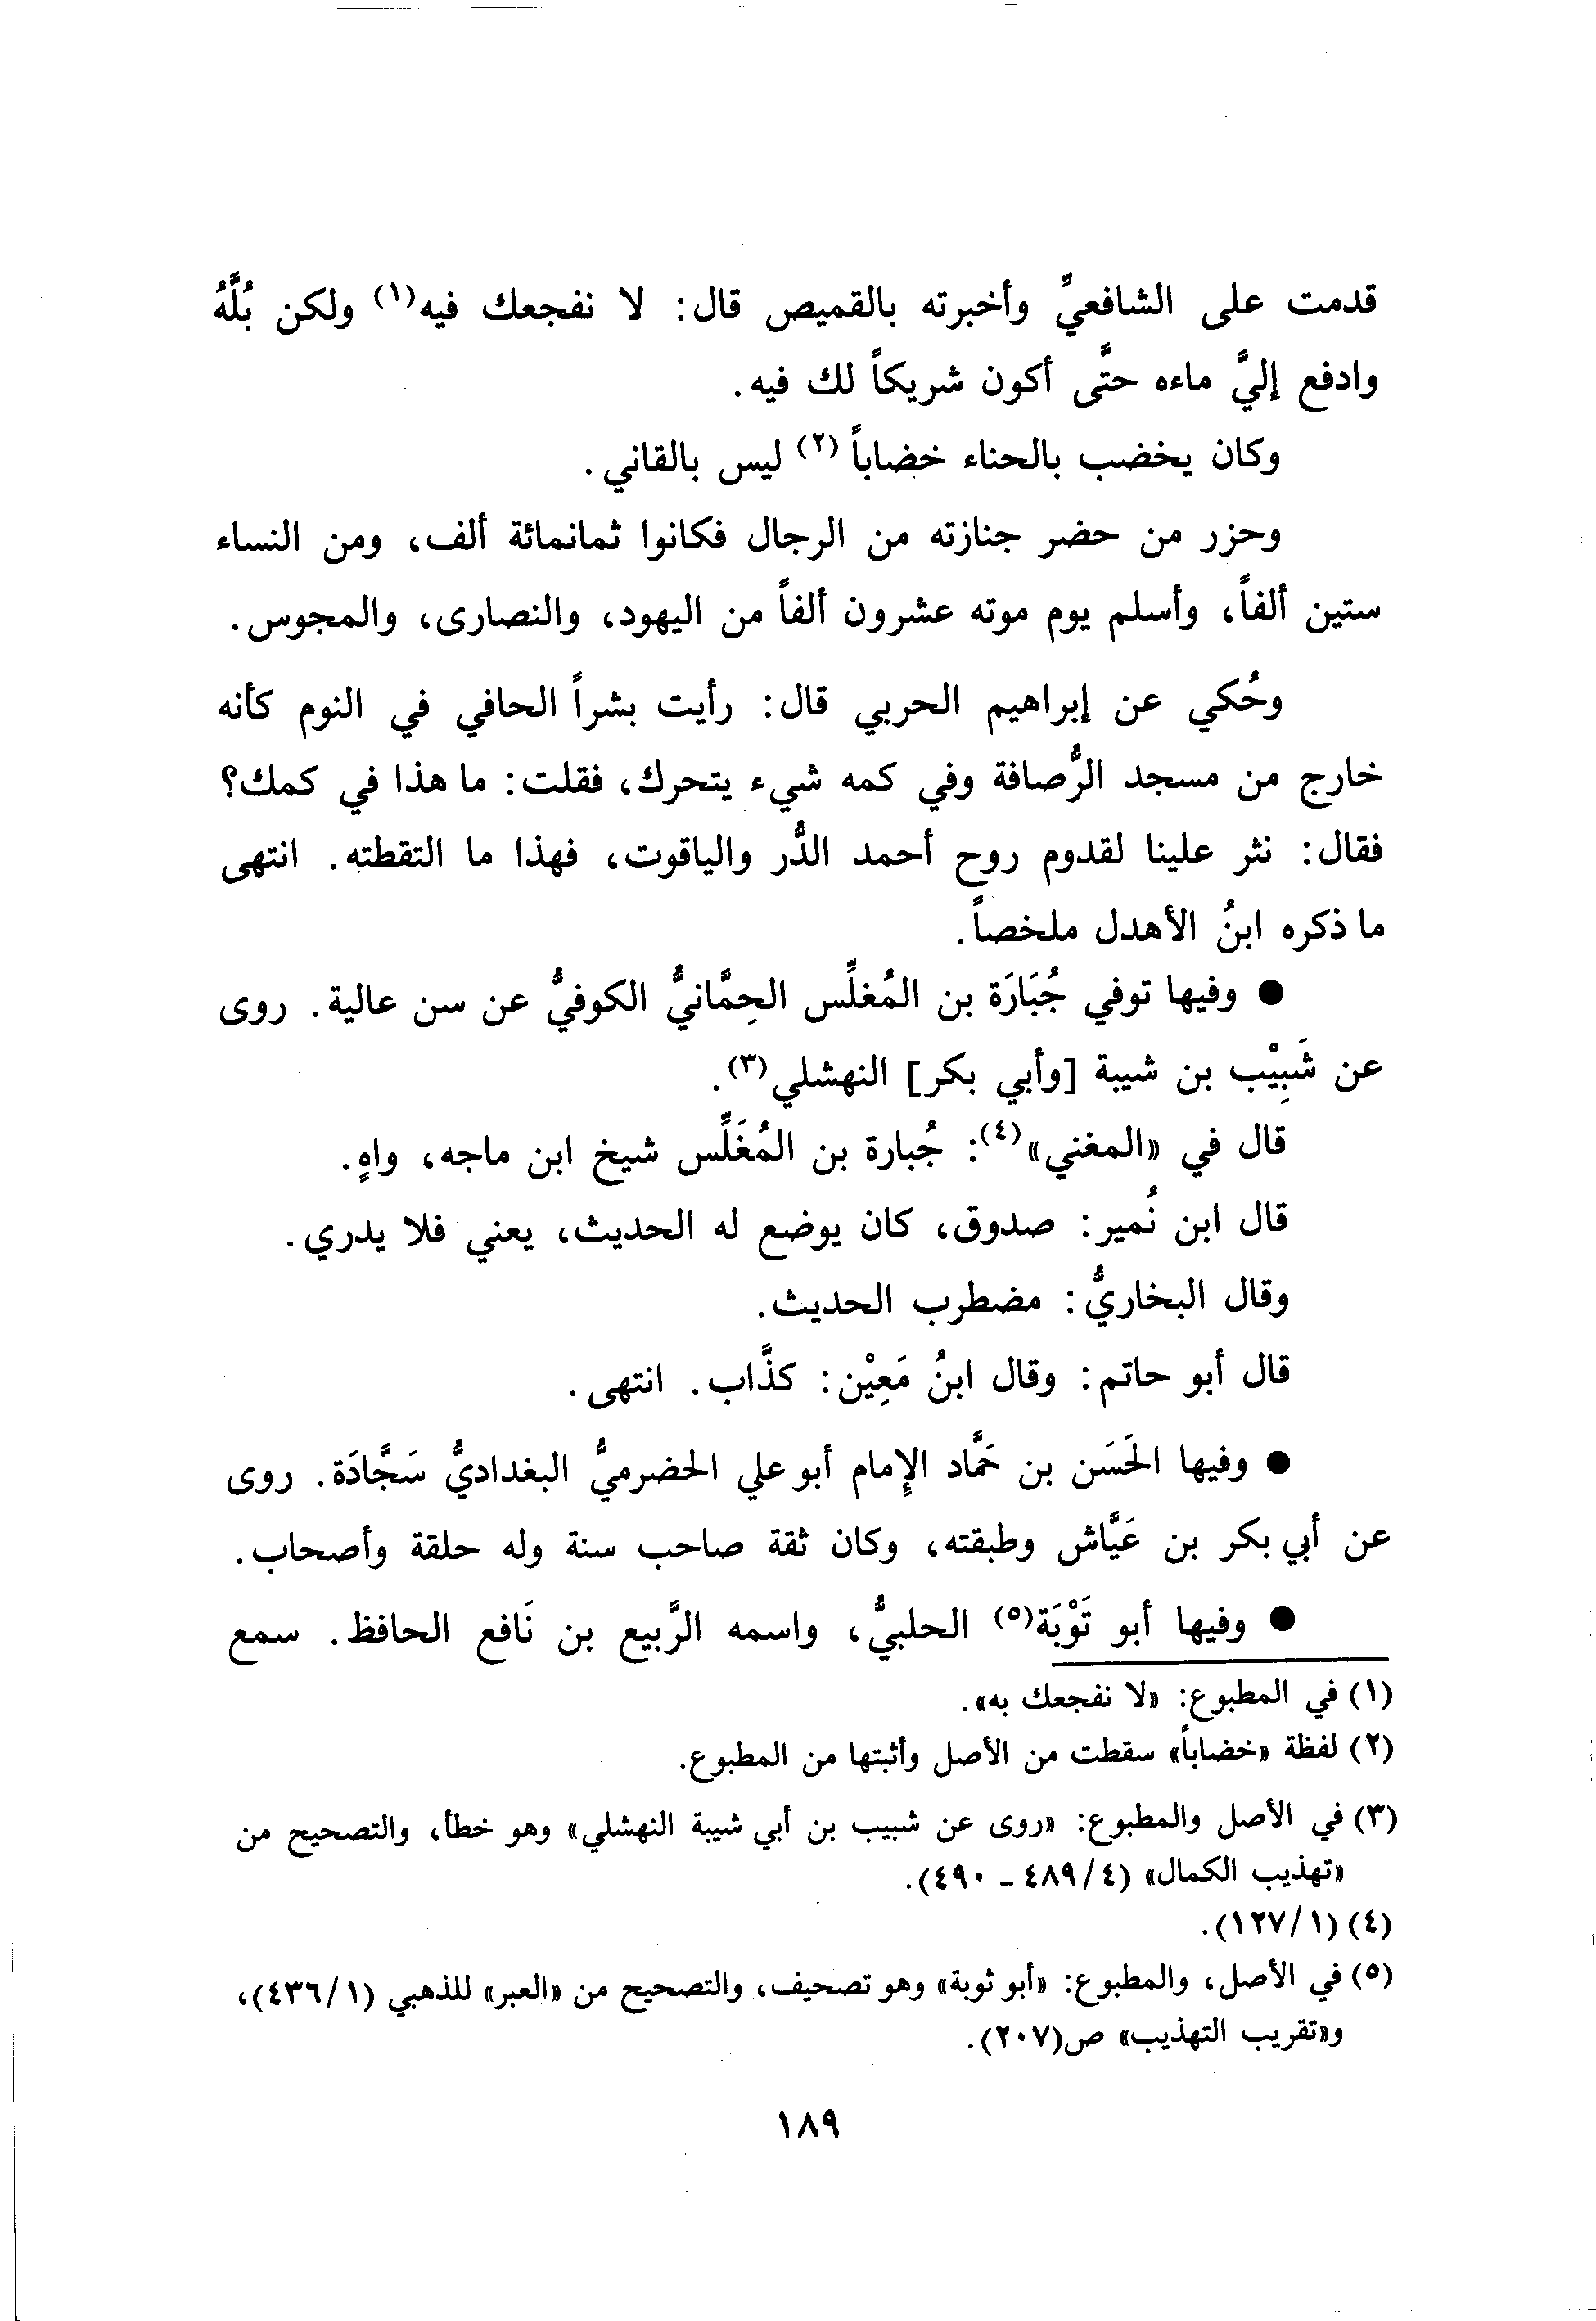 قدمت على الشافعيِّ وأخبرته بالقميص قال: لا نفجعك فيه(١) ولكن بُلَّهُ
وادفع إليَّ ماءه حتَّى أكون شريكاً لك فيه.
وكان يخضب بالحناء خضاباً (٢) ليس بالقاني.
وحزر من حضر جنازته من الرجال فكانوا ثمانمائة ألف، ومن النساء
ستين ألفاً، وأسلم يوم موته عشرون ألفاً من اليهود، والنصارى، والمجوس.
وحُكي عن إبراهيم الحربي قال: رأيت بشراً الحافي في النوم كأنه
خارج من مسجد الرُّصافة وفي كمه شيء يتحرك، فقلت: ما هذا في كمك؟
فقال: نثر علينا لقدوم روح أحمد الدُّر والياقوت، فهذا ما التقطته. انتهى
ما ذكره ابنُ الأهدل ملخصاً.
● وفيها توفي جُبَارَة بن المُغلِّس الحِمَّانيُّ الكوفيُّ عن سن عالية. روى
عن شَبِيْب بن شيبة [وأبي بكر] النهشلي(٣).
قال في «المغني»(٤): جُبارة بن المُغَلِّس شيخ ابن ماجه، واهٍ.
قال ابن نُمير: صدوق، كان يوضع له الحديث، يعني فلا يدري.
وقال البخاريُّ: مضطرب الحديث.
قال أبو حاتم: وقال ابنُ مَعِيْن: كذَّاب. انتهى.
● وفيها الحَسَن بن حَمَّاد الإِمام أبو علي الحضرميُّ البغداديُّ سَجَّادَة. روى
عن أبي بكر بن عَيَّاش وطبقته، وكان ثقة صاحب سنة وله حلقة وأصحاب.
● وفيها أبو تَوْبَة(٥) الحلبيُّ، واسمه الرَّبيع بن نَافع الحافظ. سمع
(١) في المطبوع: «لا نفجعك به».
(٢) لفظة «خضاباً» سقطت من الأصل وأثبتها من المطبوع.
(٣) في الأصل والمطبوع: «روى عن شبيب بن أبي شيبة النهشلي» وهو خطأ، والتصحيح من
«تهذيب الكمال» (٤/ ٤٨٩ - ٤٩٠).
(٤) (١/ ١٢٧).
(٥) في الأصل، والمطبوع: «أبو ثوبة» وهو تصحيف، والتصحيح من «العبر» للذهبي (١/ ٤٣٦)،
و«تقريب التهذيب» ص(٢٠٧).
١٨٩